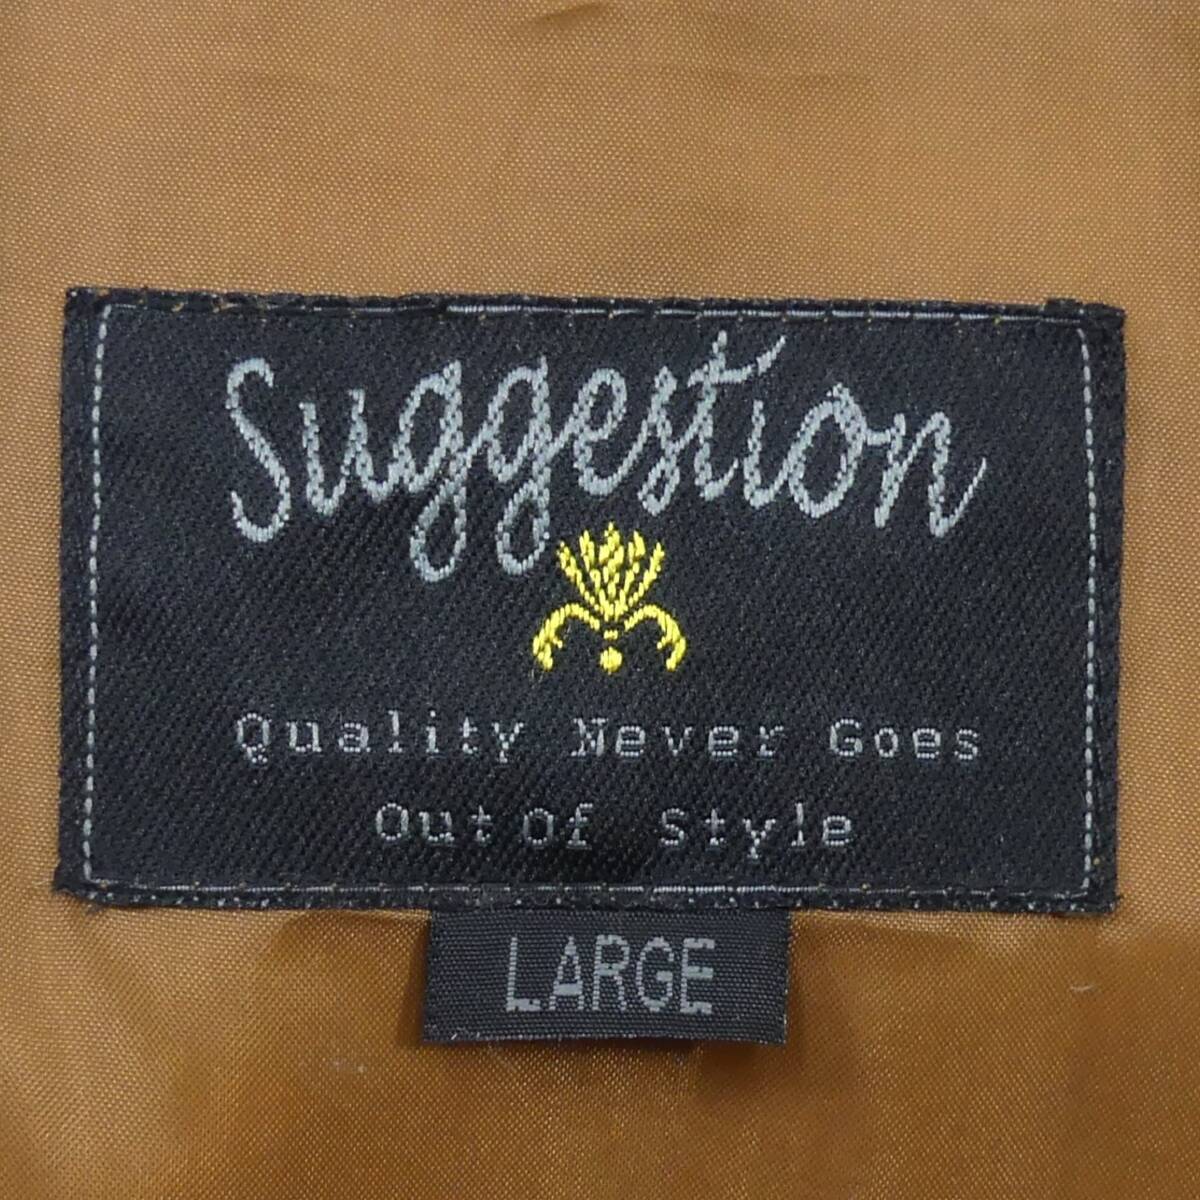 Suggestion
Quality Never Goes
Out Of Style
LARGE